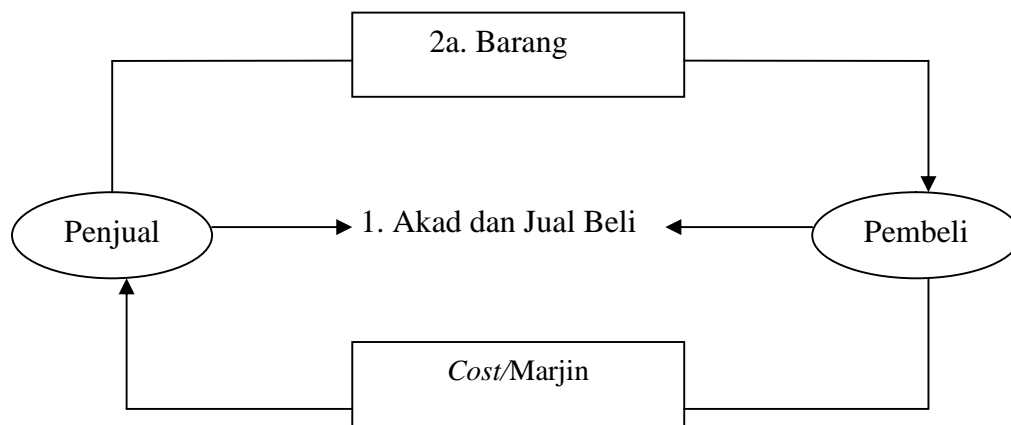 2a. Barang
Penjual
1. Akad dan Jual Beli
Pembeli
Cost/Marjin